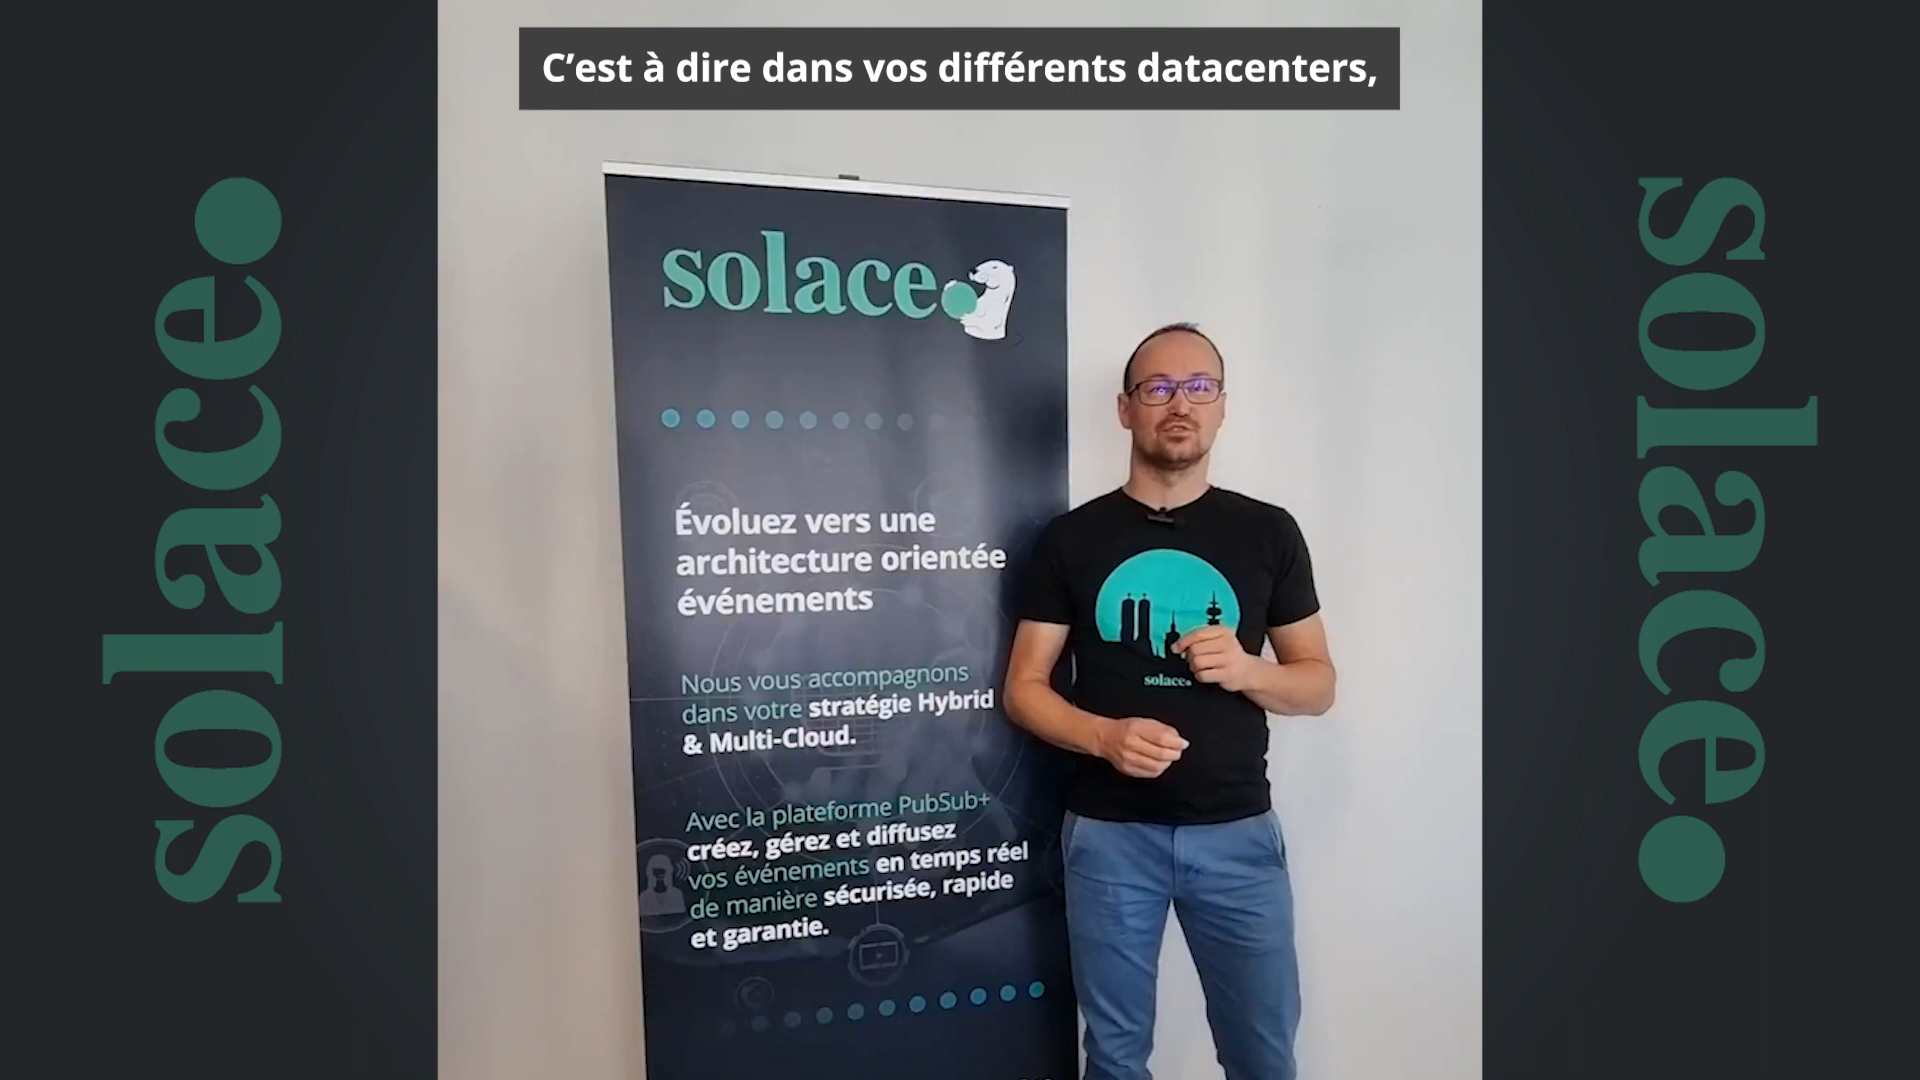 C’est à dire dans vos différents datacenters,
solace
solace
Évoluez vers une
architecture orientée
événements
Nous vous accompagnons
dans votre stratégie Hybrid
& Multi-Cloud.
Avec la plateforme PubSub+
créez, gérez et diffusez
vos événements en temps réel
de manière sécurisée, rapide
et garantie.
solace.
solace